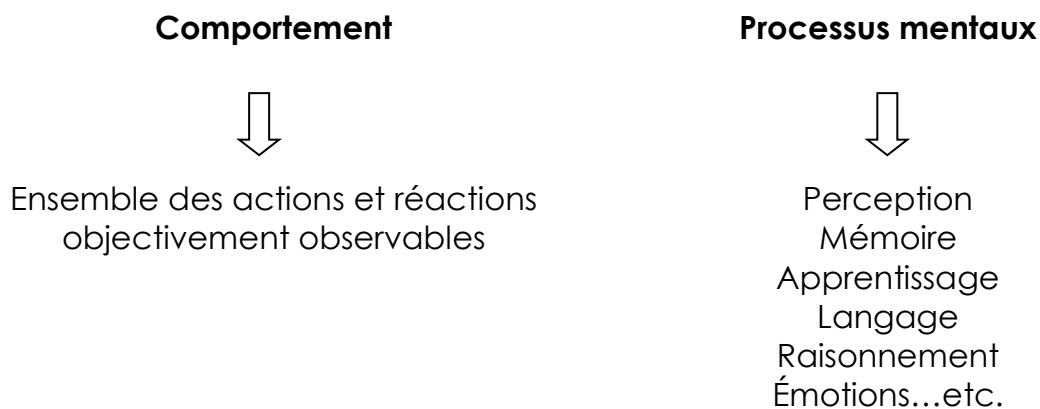 Comportement
Ensemble des actions et réactions
objectivement observables
Processus mentaux
Perception
Mémoire
Apprentissage
Langage
Raisonnement
Émotions…etc.